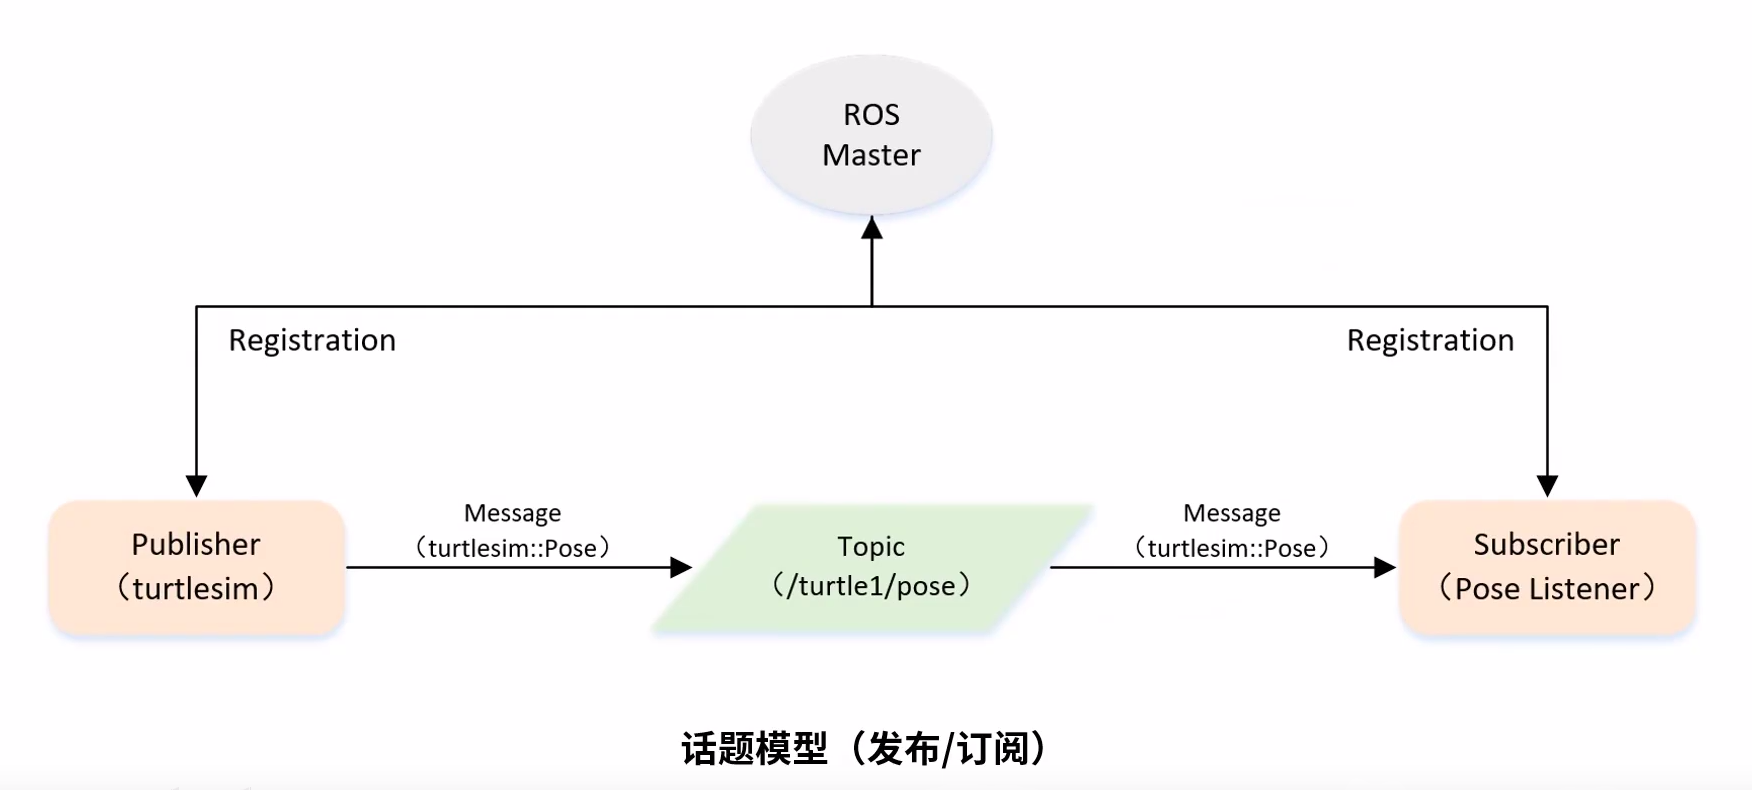 ROS
Master
Registration
Registration
Message
（turtlesim::Pose）
Message
（turtlesim::Pose）
Publisher
（turtlesim）
Topic
（/turtle1/pose）
Subscriber
（Pose Listener）
话题模型（发布/订阅）